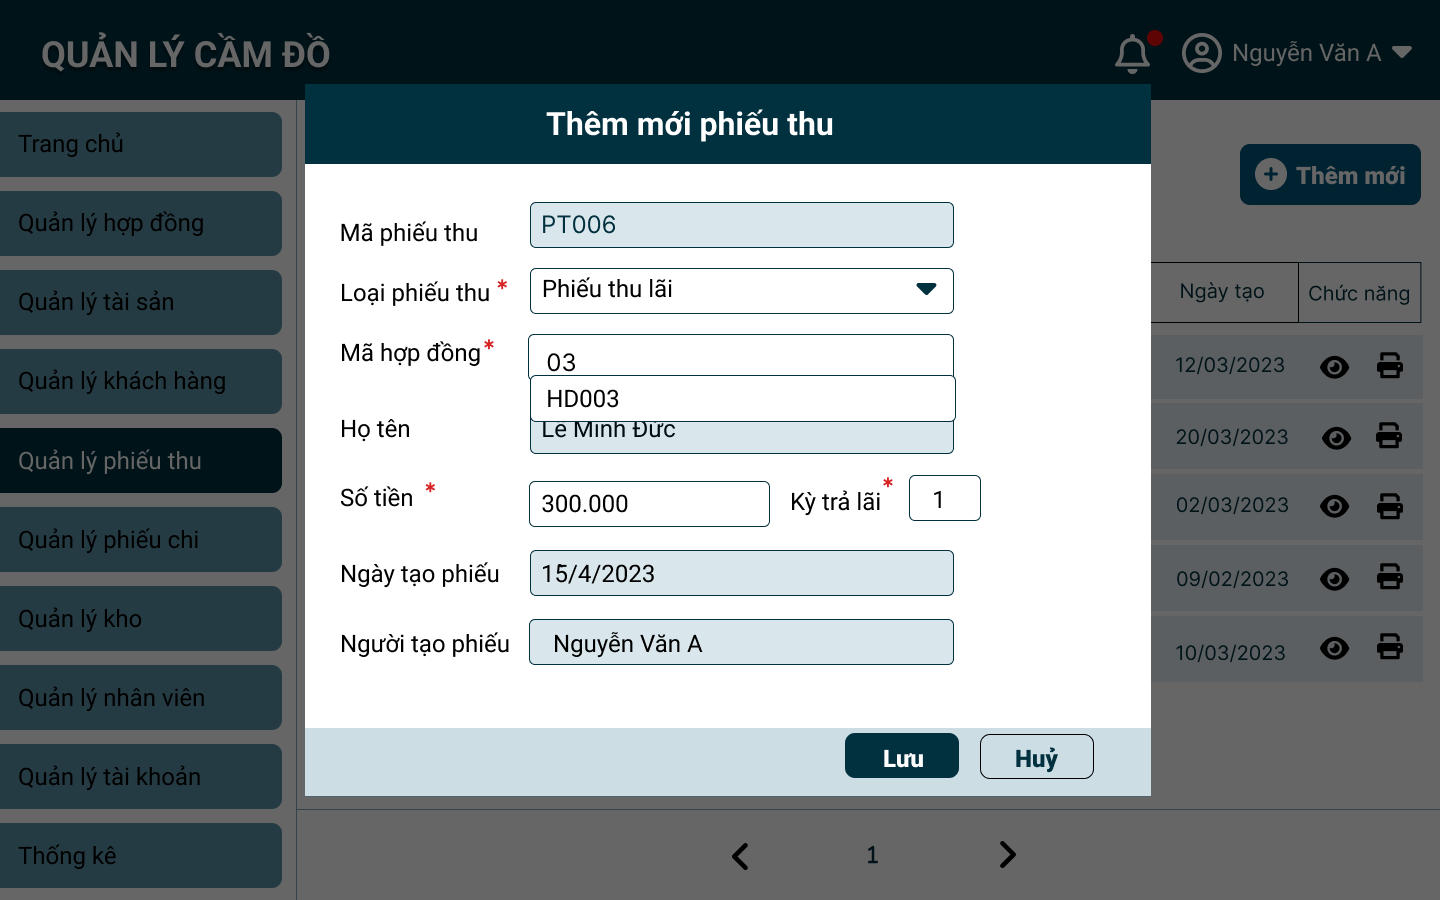 QUẢN LÝ CẦM ĐỒ
Nguyễn Văn A
Trang chủ
Quản lý hợp đồng
Quản lý tài sản
Quản lý khách hàng
Quản lý phiếu thu
Quản lý phiếu chi
Quản lý kho
Quản lý nhân viên
Quản lý tài khoản
Thống kê
Thêm mới
Thêm mới phiếu thu
Mã phiếu thu
PT006
Loại phiếu thu *
Phiếu thu lãi
Mã hợp đồng *
03
HD003
Họ tên
Lê Minh Đức
Số tiền *
300.000
Kỳ trả lãi *
1
Ngày tạo phiếu
15/4/2023
Người tạo phiếu
Nguyễn Văn A
Lưu
Huỷ
Ngày tạo
Chức năng
12/03/2023
20/03/2023
02/03/2023
09/02/2023
10/03/2023
1